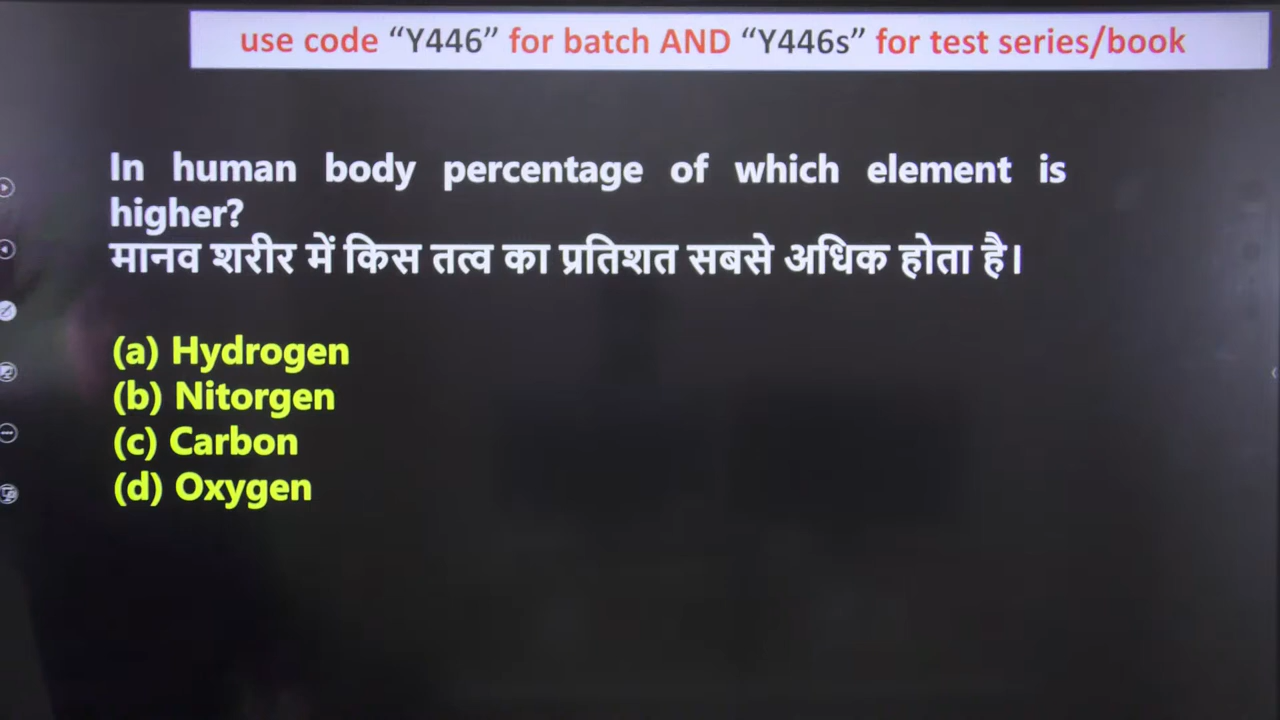 use code “Y446” for batch AND “Y446s” for test series/book
In human body percentage of which element is
higher?
मानव शरीर में किस तत्व का प्रतिशत सबसे अधिक होता है।
(a) Hydrogen
(b) Nitorgen
(c) Carbon
(d) Oxygen